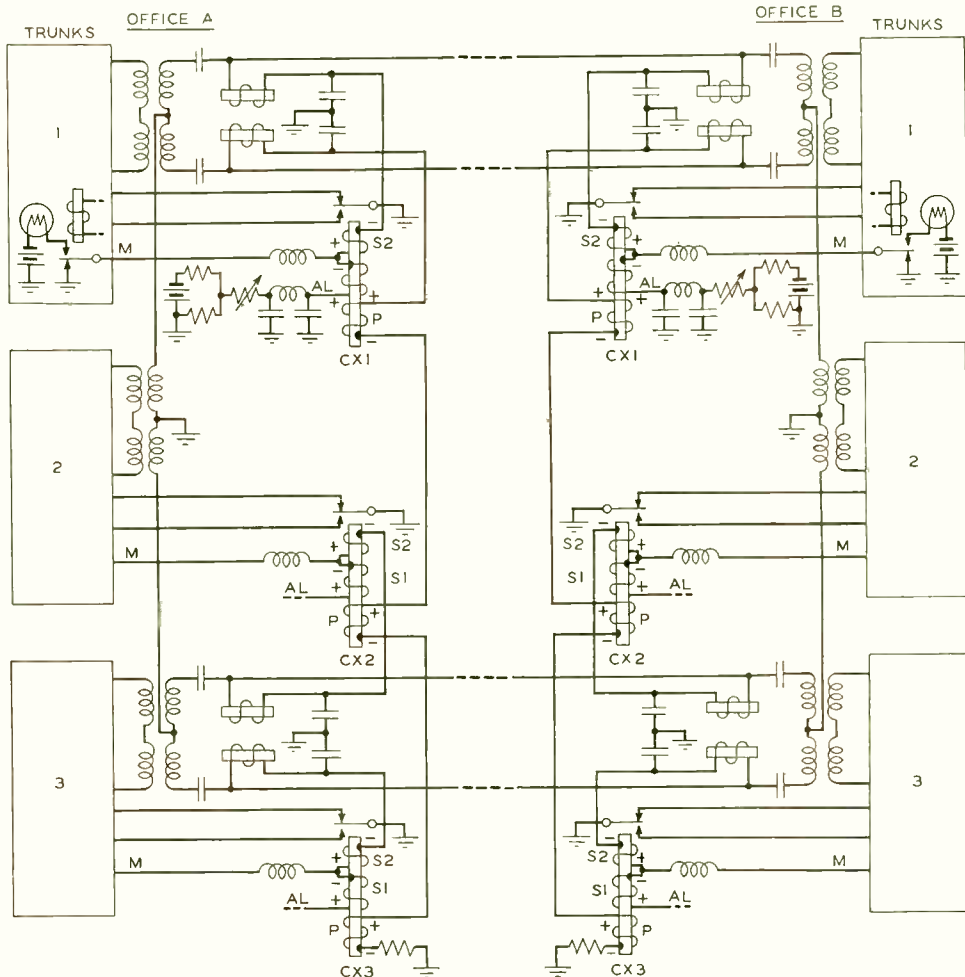 OFFICE A
OFFICE B
TRUNKS
TRUNKS
1
1
M
+
-
S2
-
S2
+
-
M
AL
+
+
P
-
CX1
+
+
AL
P
-
CX1
2
2
M
+
-
S2
S1
-
AL
+
+
P
-
CX2
-
S2
+
S1
-
M
+
AL
+
P
-
CX2
3
3
M
-
+
S2
-
S1
AL
+
P
+
-
CX3
-
S2
+
-
S1
M
+
AL
+
P
-
CX3